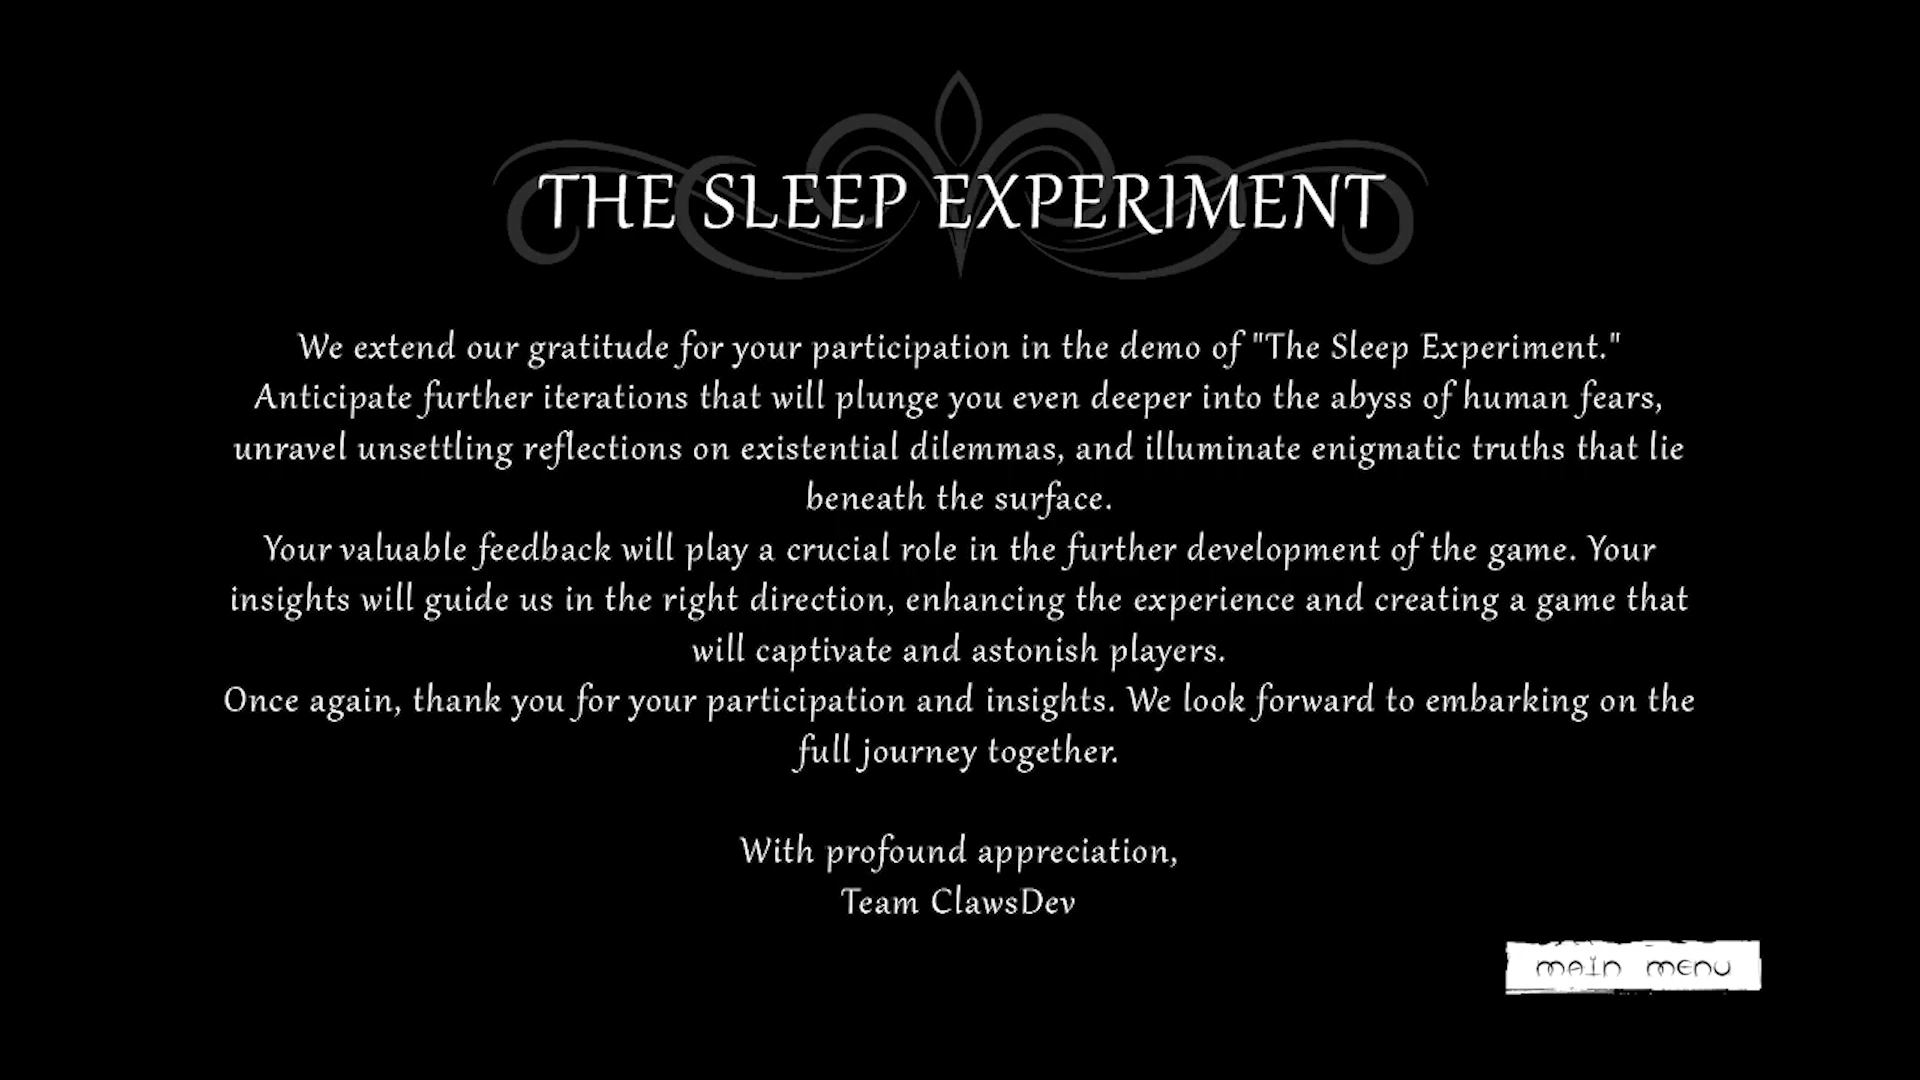 THE SLEEP EXPERIMENT
We extend our gratitude for your participation in the demo of "The Sleep Experiment."
Anticipate further iterations that will plunge you even deeper into the abyss of human fears,
unravel unsettling reflections on existential dilemmas, and illuminate enigmatic truths that lie
beneath the surface.
Your valuable feedback will play a crucial role in the further development of the game. Your
insights will guide us in the right direction, enhancing the experience and creating a game that
will captivate and astonish players.
Once again, thank you for your participation and insights. We look forward to embarking on the
full journey together.
With profound appreciation,
Team ClawsDev
main menu